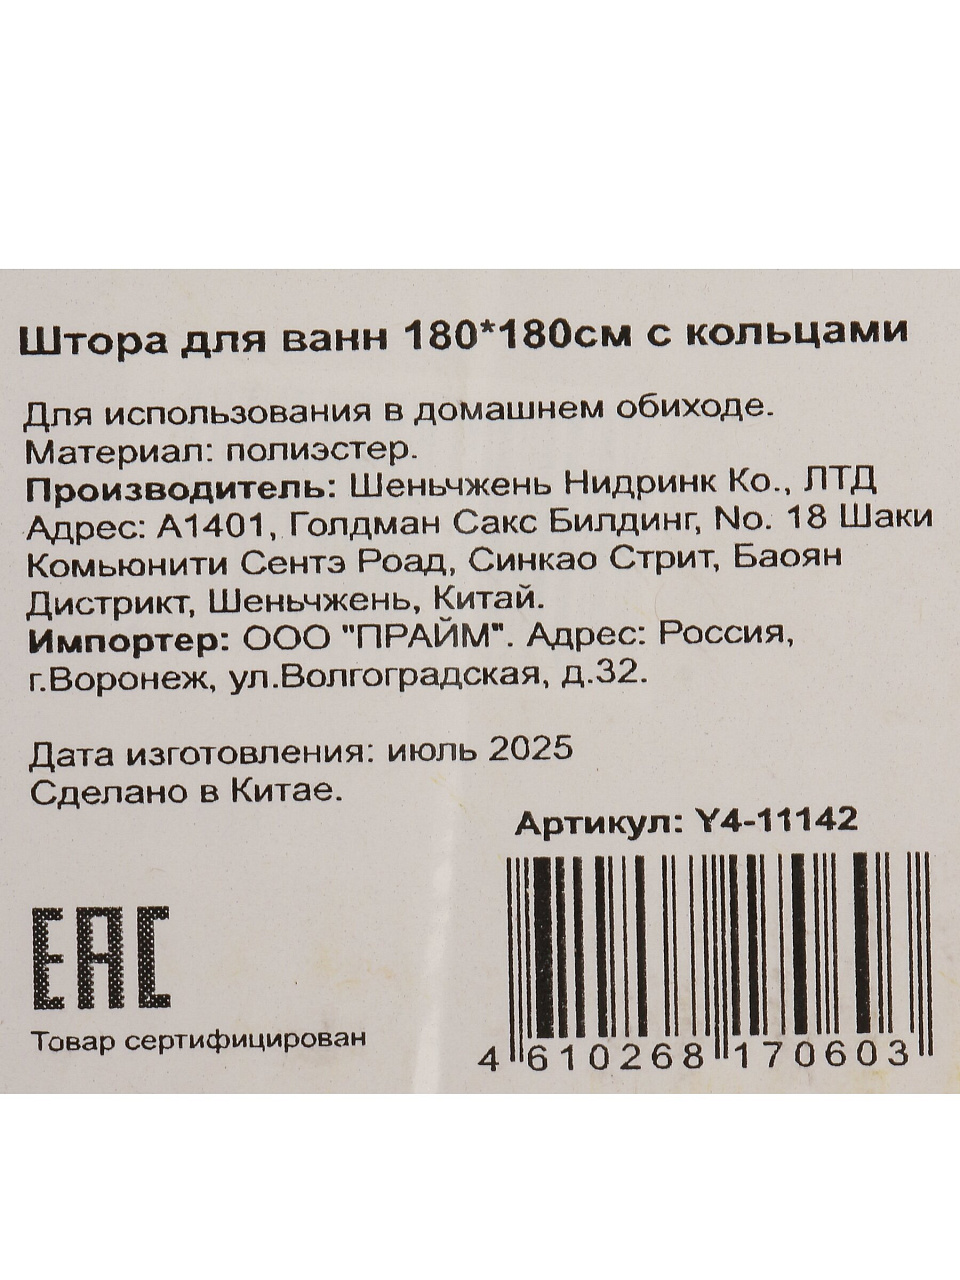 Штора для ванн 180*180см с кольцами
Для использования в домашнем обиходе.
Материал: полиэстер.
Производитель: Шеньчжень Нидринк Ко., ЛТД
Адрес: А1401, Голдман Сакс Билдинг, No. 18 Шаки
Комьюнити Сентэ Роад, Синкао Стрит, Баоян
Дистрикт, Шеньчжень, Китай.
Импортер: ООО "ПРАЙМ". Адрес: Россия,
г.Воронеж, ул.Волгоградская, д.32.
Дата изготовления: июль 2025
Сделано в Китае.
Артикул: Y4-11142
EAC
Товар сертифицирован
4 610268 170603